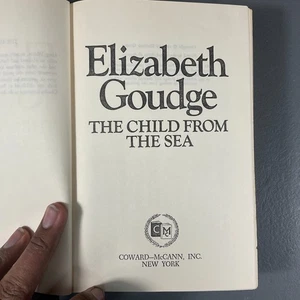 Elizabeth
Goudge
THE CHILD FROM
THE SEA
CM
COWARD—McCANN, INC.
NEW YORK